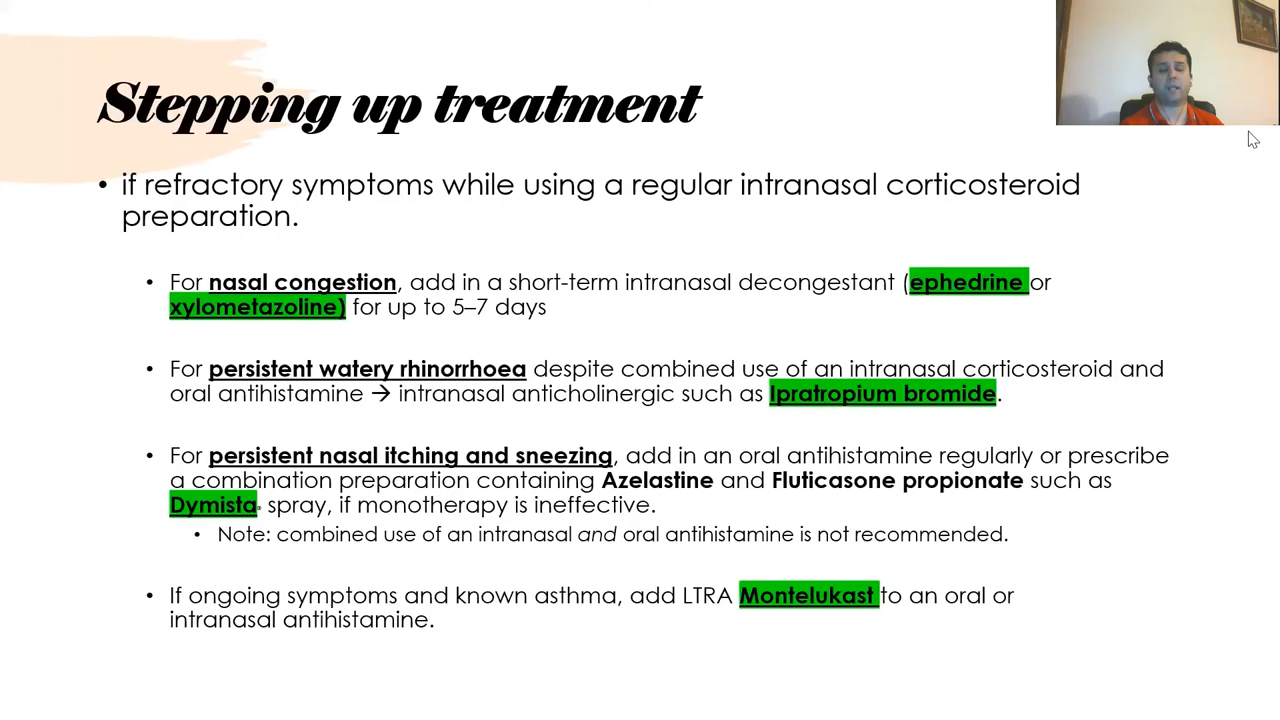 Stepping up treatment
• if refractory symptoms while using a regular intranasal corticosteroid
preparation.
• For nasal congestion, add in a short-term intranasal decongestant (ephedrine or
xylometazoline) for up to 5–7 days
• For persistent watery rhinorrhoea despite combined use of an intranasal corticosteroid and
oral antihistamine → intranasal anticholinergic such as Ipratropium bromide.
• For persistent nasal itching and sneezing, add in an oral antihistamine regularly or prescribe
a combination preparation containing Azelastine and Fluticasone propionate such as
Dymista® spray, if monotherapy is ineffective.
• Note: combined use of an intranasal and oral antihistamine is not recommended.
• If ongoing symptoms and known asthma, add LTRA Montelukast to an oral or
intranasal antihistamine.